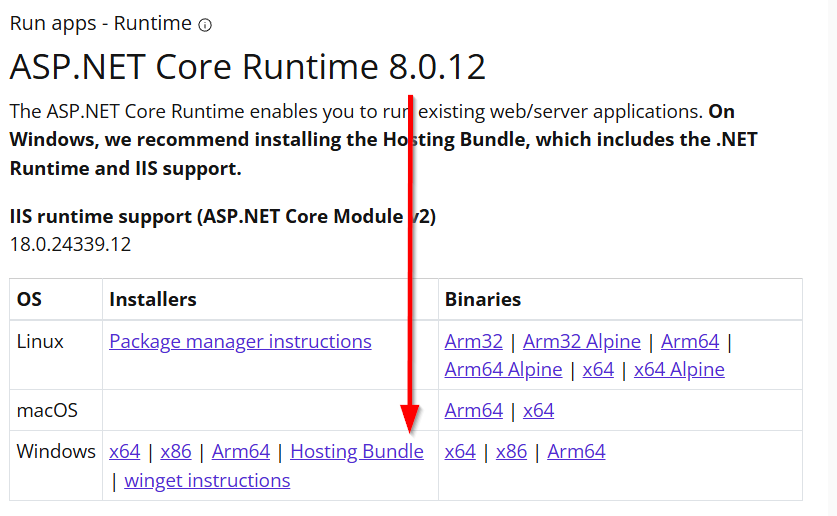 Run apps - Runtime
ASP.NET Core Runtime 8.0.12
The ASP.NET Core Runtime enables you to run existing web/server applications. On
Windows, we recommend installing the Hosting Bundle, which includes the .NET
Runtime and IIS support.
IIS runtime support (ASP.NET Core Module v2)
18.0.24339.12
OS Installers Binaries
Linux Package manager instructions Arm32 | Arm32 Alpine | Arm64 |
Arm64 Alpine | x64 | x64 Alpine
macOS Arm64 | x64
Windows x64 | x86 | Arm64 | Hosting Bundle x64 | x86 | Arm64
| winget instructions